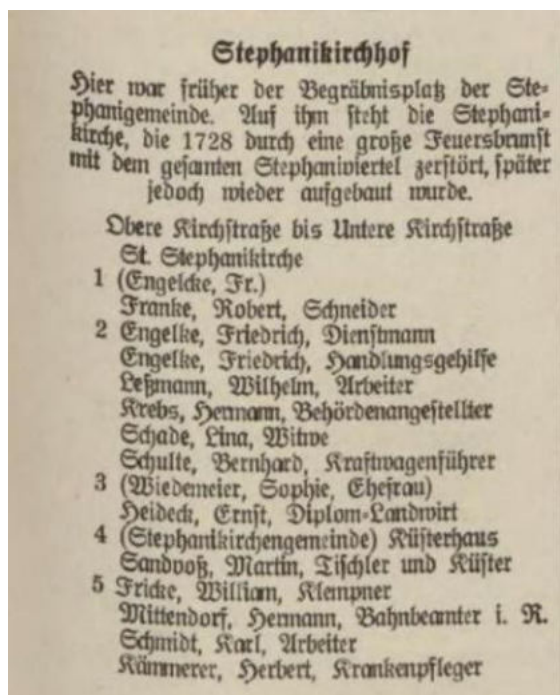 Stephanikirchhof
Hier war früher der Begräbnisplatz der Ste-
phanigemeinde. Auf ihm steht die Stephani-
kirche, die 1728 durch eine große Feuersbrunst
mit dem gesamten Stephaniviertel zerstört, später
jedoch wieder aufgebaut wurde.
Obere Kirchstraße bis Untere Kirchstraße
St. Stephanikirche
1 (Engelcke, Fr.)
Franke, Robert, Schneider
2 Engelke, Friedrich, Dienstmann
Engelke, Friedrich, Handlungsgehilfe
Leßmann, Wilhelm, Arbeiter
Krebs, Hermann, Behördenangestellter
Schade, Lina, Witwe
Schulte, Bernhard, Kraftwagenführer
3 (Wiedemeier, Sophie, Ehefrau)
Heideck, Ernst, Diplom-Landwirt
4 (Stephanikirchengemeinde) Küsterhaus
Sandvoß, Martin, Tischler und Küster
5 Fricke, William, Klempner
Mittendorf, Hermann, Bahnbeamter i. R.
Schmidt, Karl, Arbeiter
Kämmerer, Herbert, Krankenpfleger